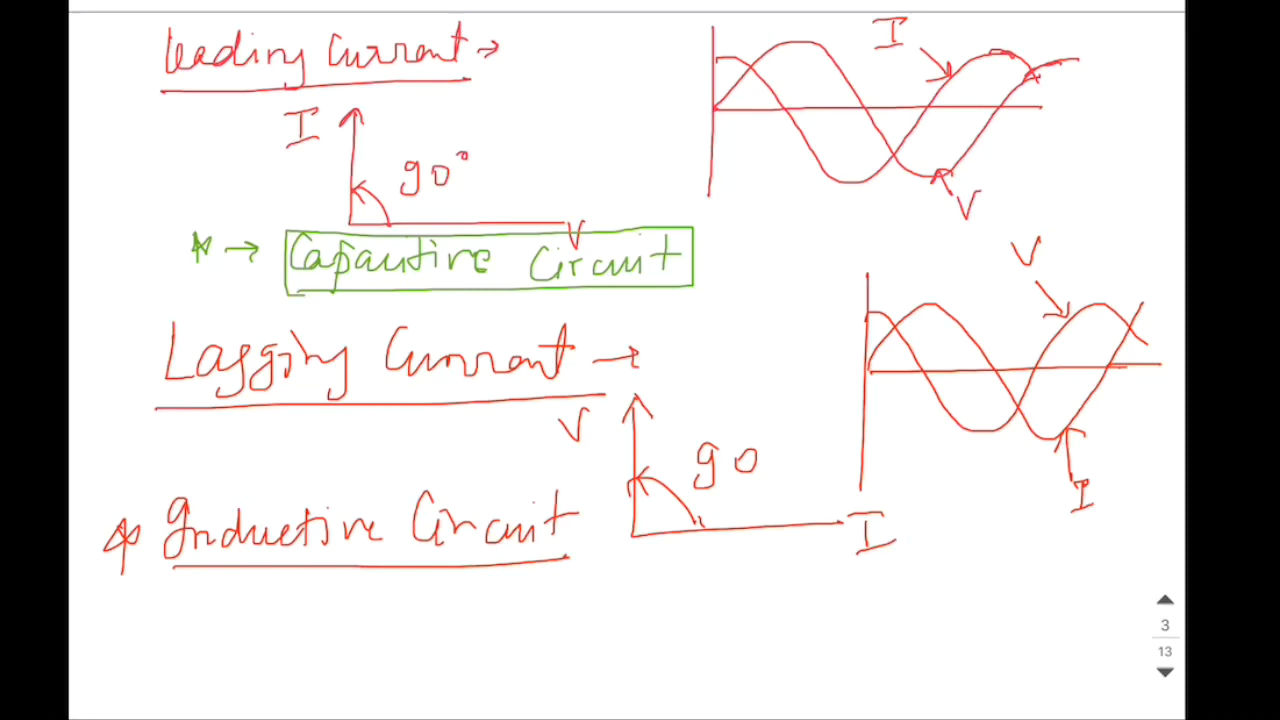 Leading Current →
I
I
90°
V
V
* → Capacitive Circuit
V
Lagging Current →
V
90
I
* Inductive Circuit
I
3
13